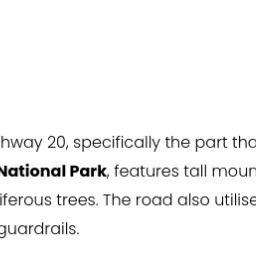 hway 20, specifically the part tha
National Park, features tall moun
iferous trees. The road also utilise
guardrails.